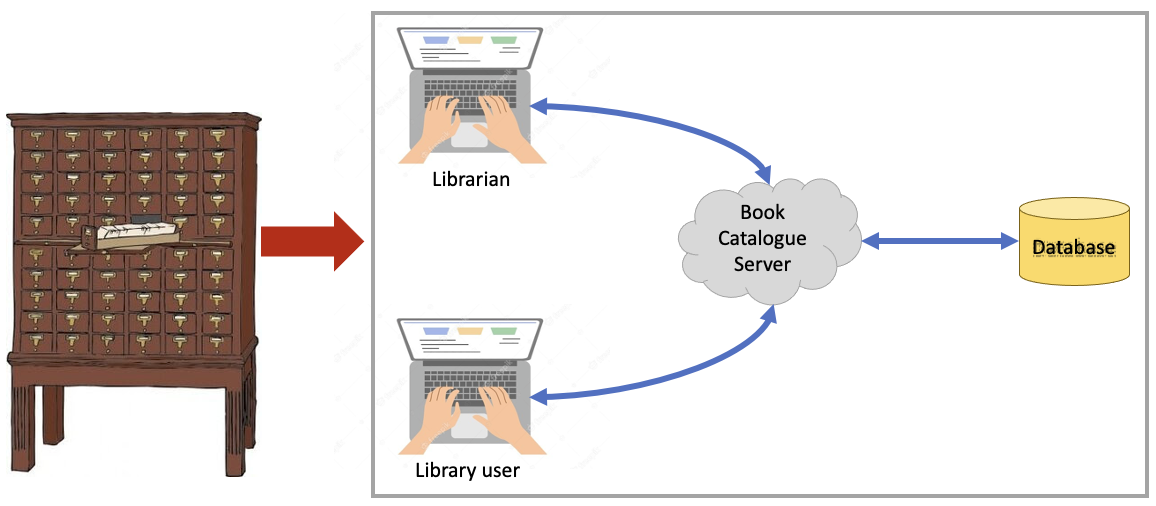 Librarian
Book
Catalogue
Server
Database
Library user